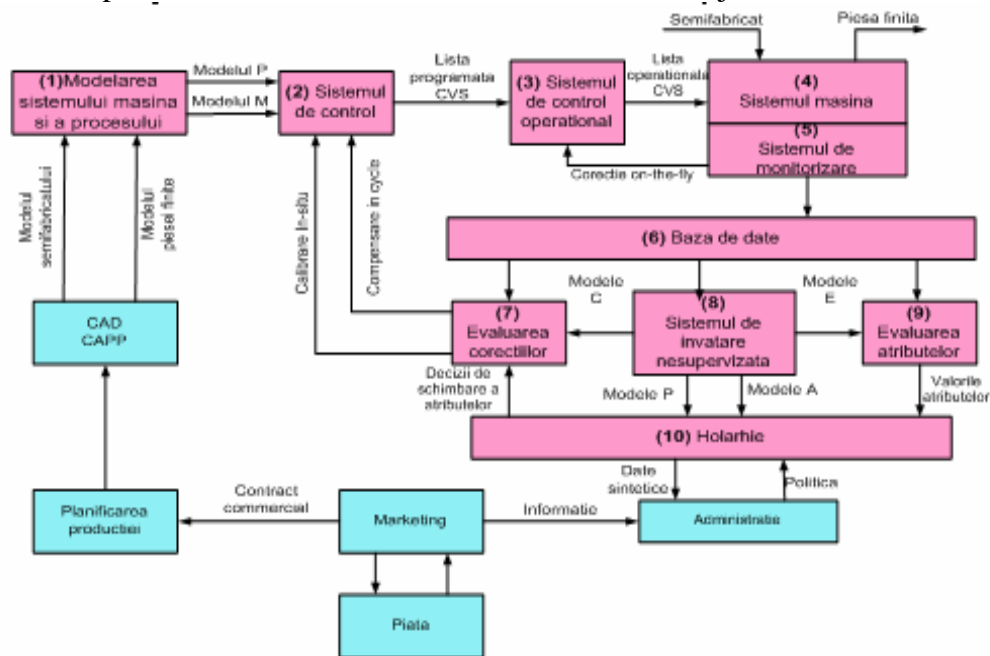 Semifabricat
Piesa finita
(1)Modelarea
sistemului masina
si a procesului
Modelul P
Modelul M
(2) Sistemul
de control
Lista
programata
CVS
(3) Sistemul
de control
operational
Lista
operationala
CVS
(4)
Sistemul masina
(5)
Sistemul de
monitorizare
Corectie on-the-fly
Modelul
semifabricatului
Modelul
piesei finite
Calibrare In-situ
Compensare in cycle
(6) Baza de date
CAD
CAPP
(7)
Evaluarea
corectiilor
Modele
C
(8)
Sistemul de
invatare
nesupervizata
Modele
E
(9)
Evaluarea
atributelor
Decizii de
schimbare a
atributelor
Modele P
Modele A
Valorile
atributelor
(10) Holarhie
Date
sintetice
Politica
Planificarea
productiei
Contract
commercial
Marketing
Informatie
Administratie
Piata